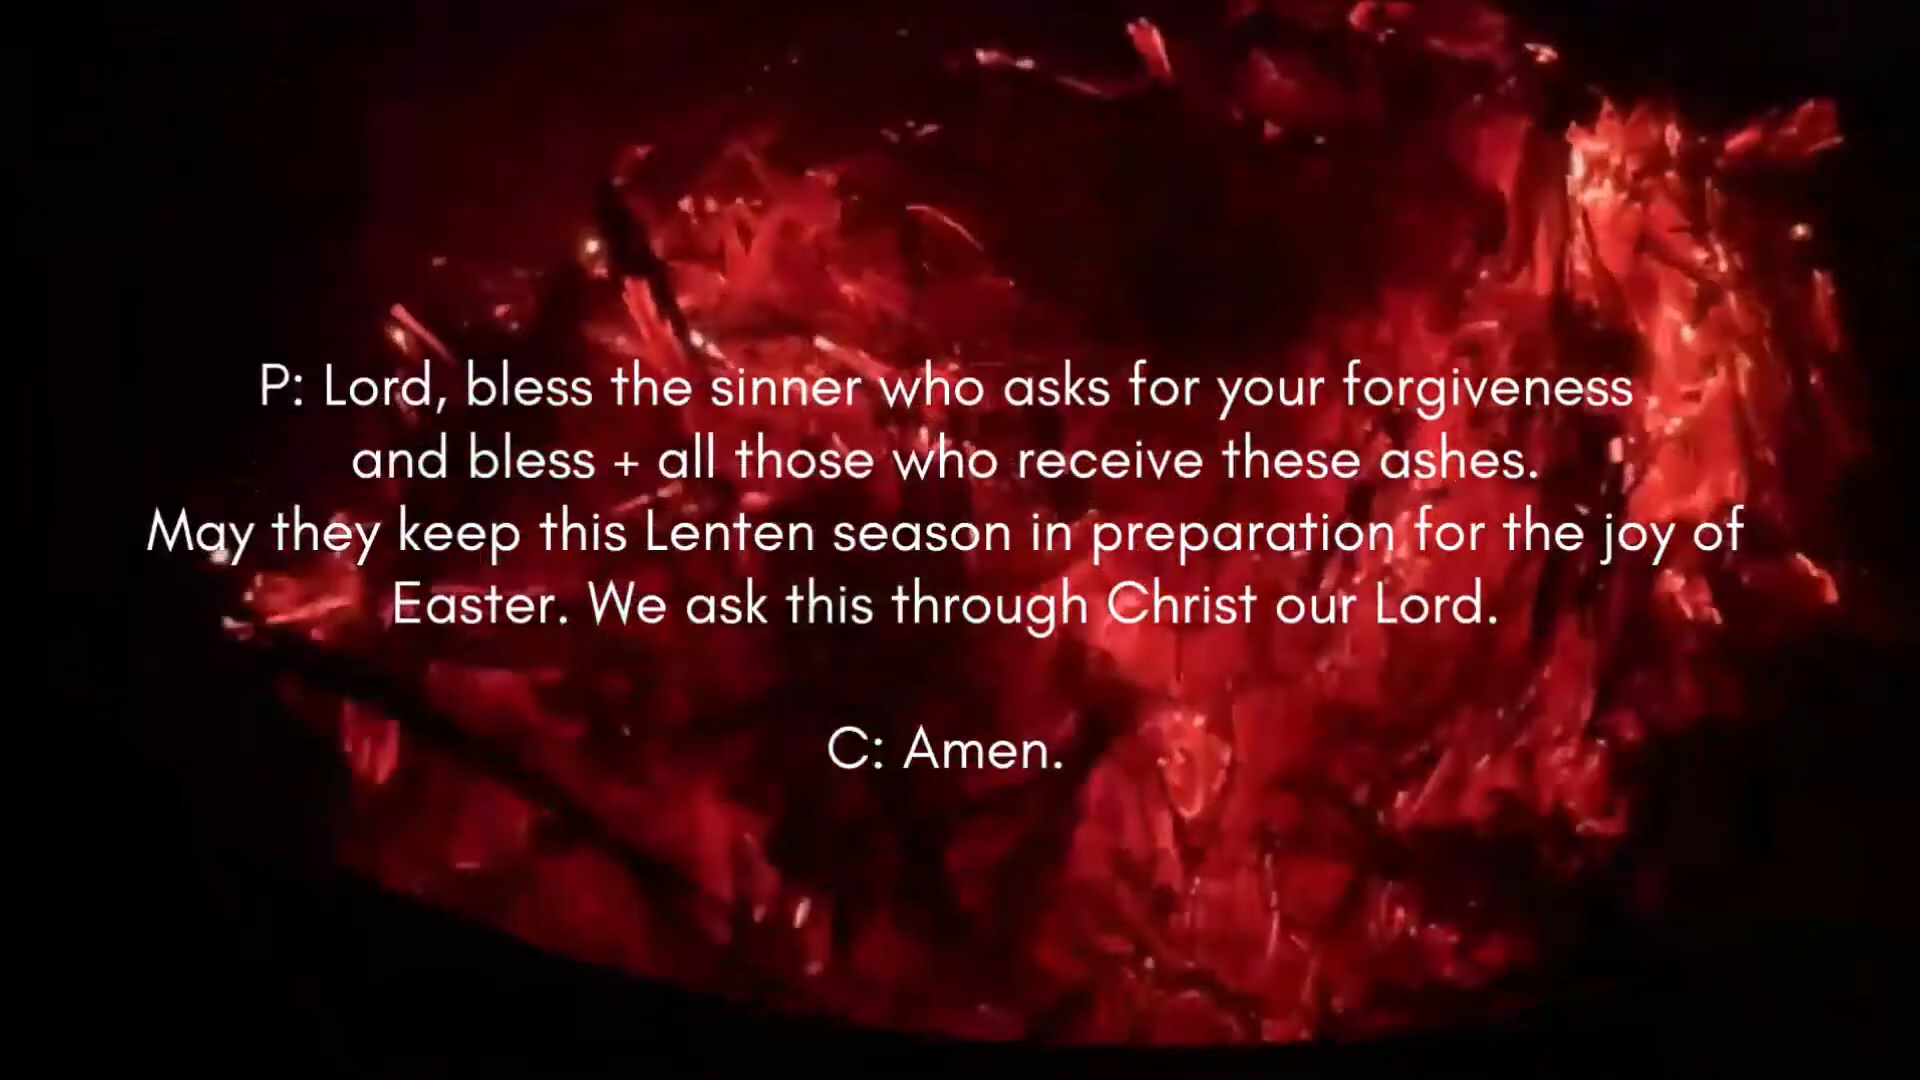 P: Lord, bless the sinner who asks for your forgiveness
and bless + all those who receive these ashes.
May they keep this Lenten season in preparation for the joy of
Easter. We ask this through Christ our Lord.
C: Amen.